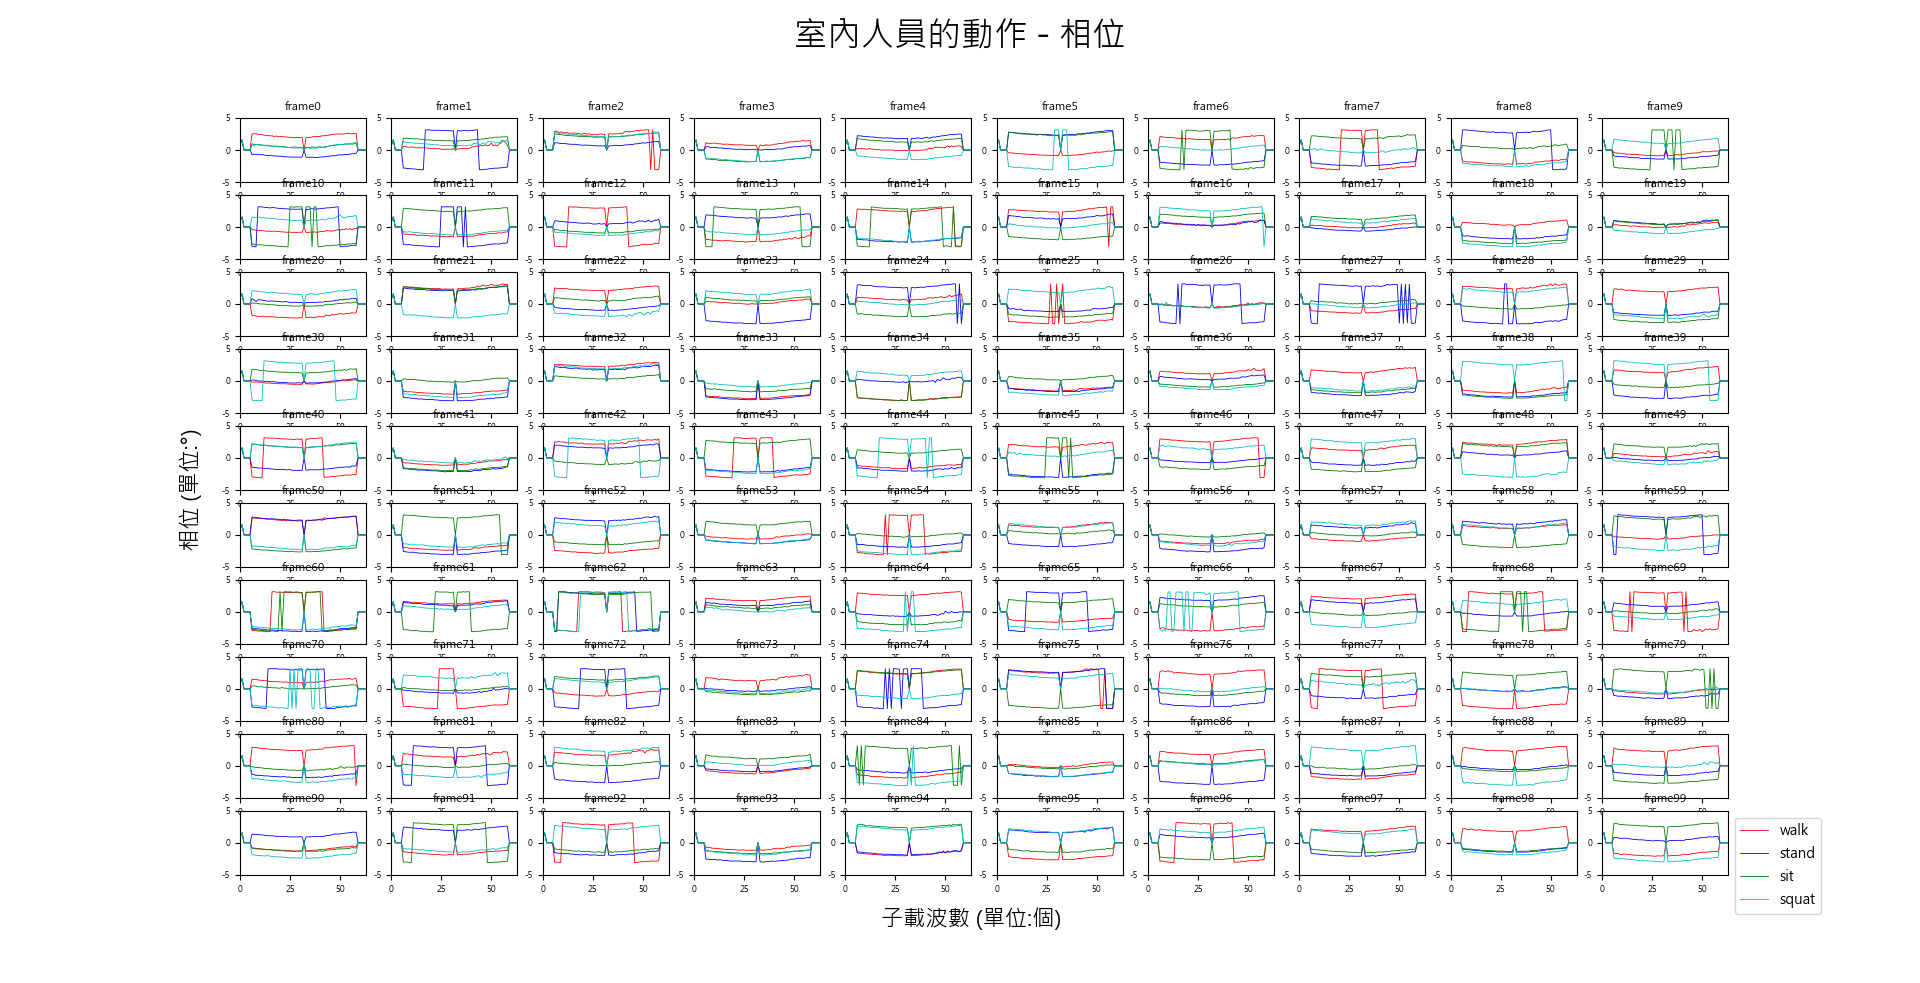 室內人員的動作 - 相位
frame0 frame1 frame2 frame3 frame4 frame5 frame6 frame7 frame8 frame9
frame10 frame11 frame12 frame13 frame14 frame15 frame16 frame17 frame18 frame19
frame20 frame21 frame22 frame23 frame24 frame25 frame26 frame27 frame28 frame29
frame30 frame31 frame32 frame33 frame34 frame35 frame36 frame37 frame38 frame39
frame40 frame41 frame42 frame43 frame44 frame45 frame46 frame47 frame48 frame49
frame50 frame51 frame52 frame53 frame54 frame55 frame56 frame57 frame58 frame59
frame60 frame61 frame62 frame63 frame64 frame65 frame66 frame67 frame68 frame69
frame70 frame71 frame72 frame73 frame74 frame75 frame76 frame77 frame78 frame79
frame80 frame81 frame82 frame83 frame84 frame85 frame86 frame87 frame88 frame89
frame90 frame91 frame92 frame93 frame94 frame95 frame96 frame97 frame98 frame99
5
0
-5
0 25 50
相位 (單位:°)
子載波數 (單位:個)
walk
stand
sit
squat